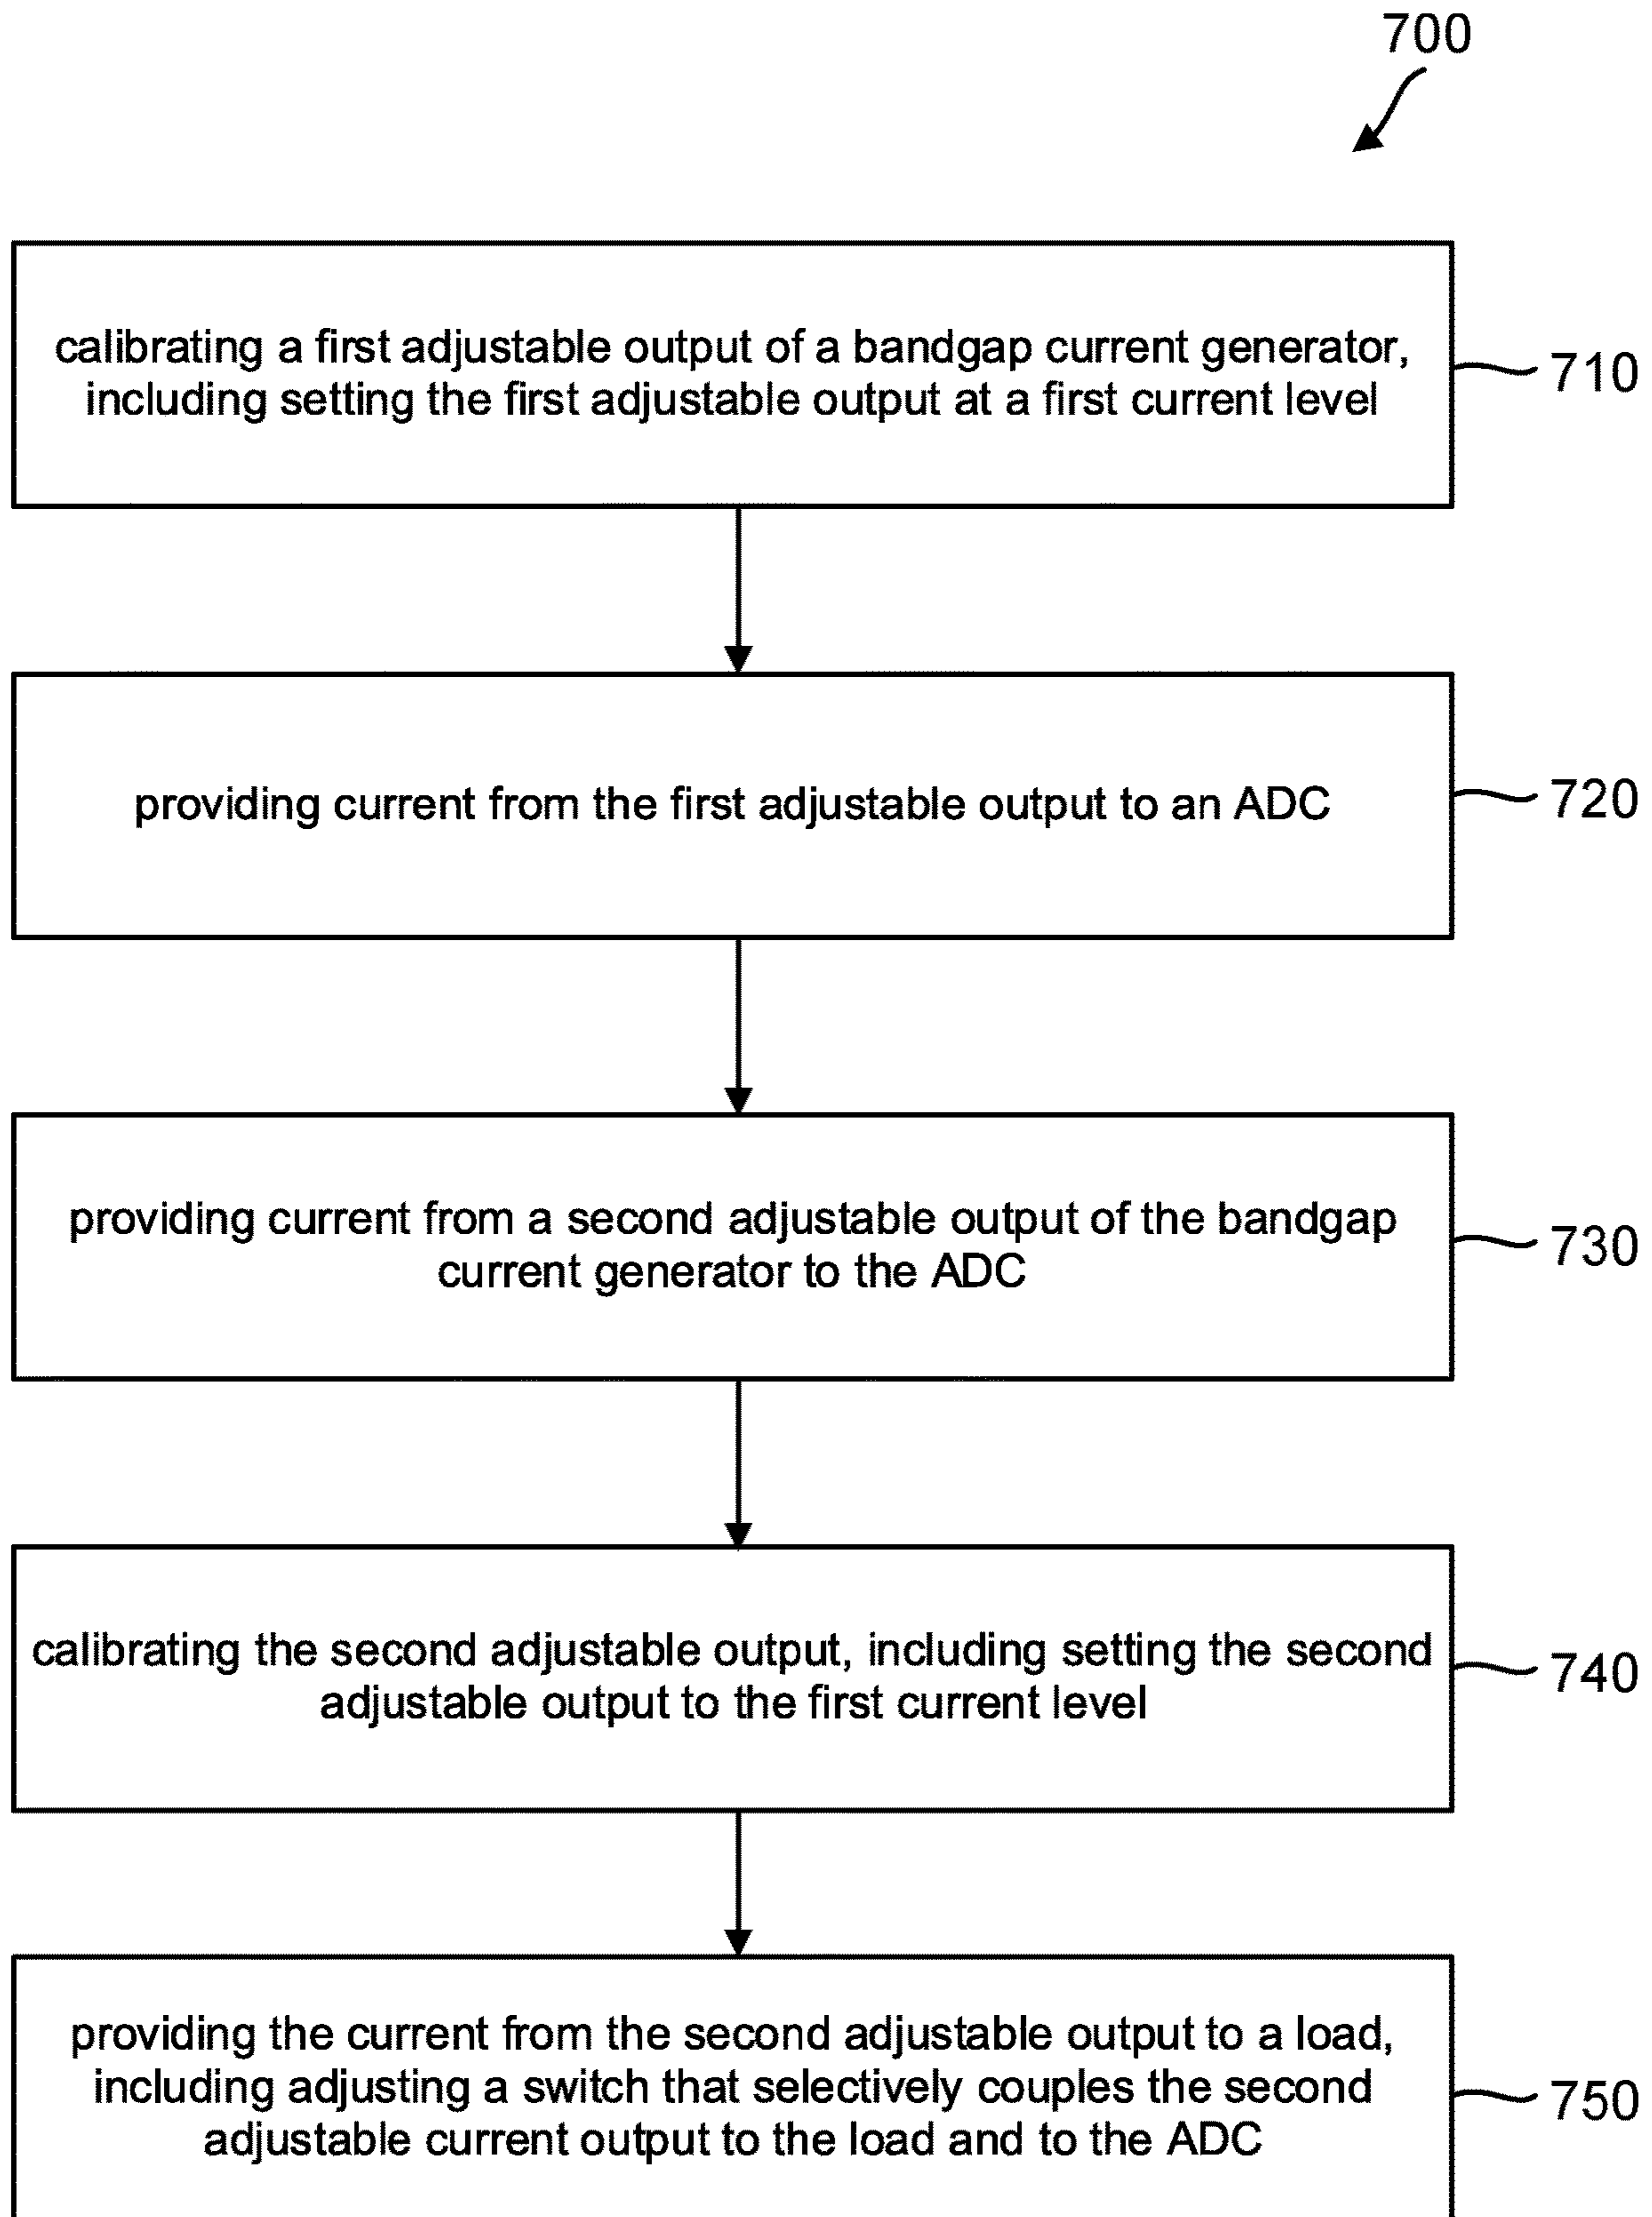 700
calibrating a first adjustable output of a bandgap current generator,
including setting the first adjustable output at a first current level
710
providing current from the first adjustable output to an ADC
720
providing current from a second adjustable output of the bandgap
current generator to the ADC
730
calibrating the second adjustable output, including setting the second
adjustable output to the first current level
740
providing the current from the second adjustable output to a load,
including adjusting a switch that selectively couples the second
adjustable current output to the load and to the ADC
750